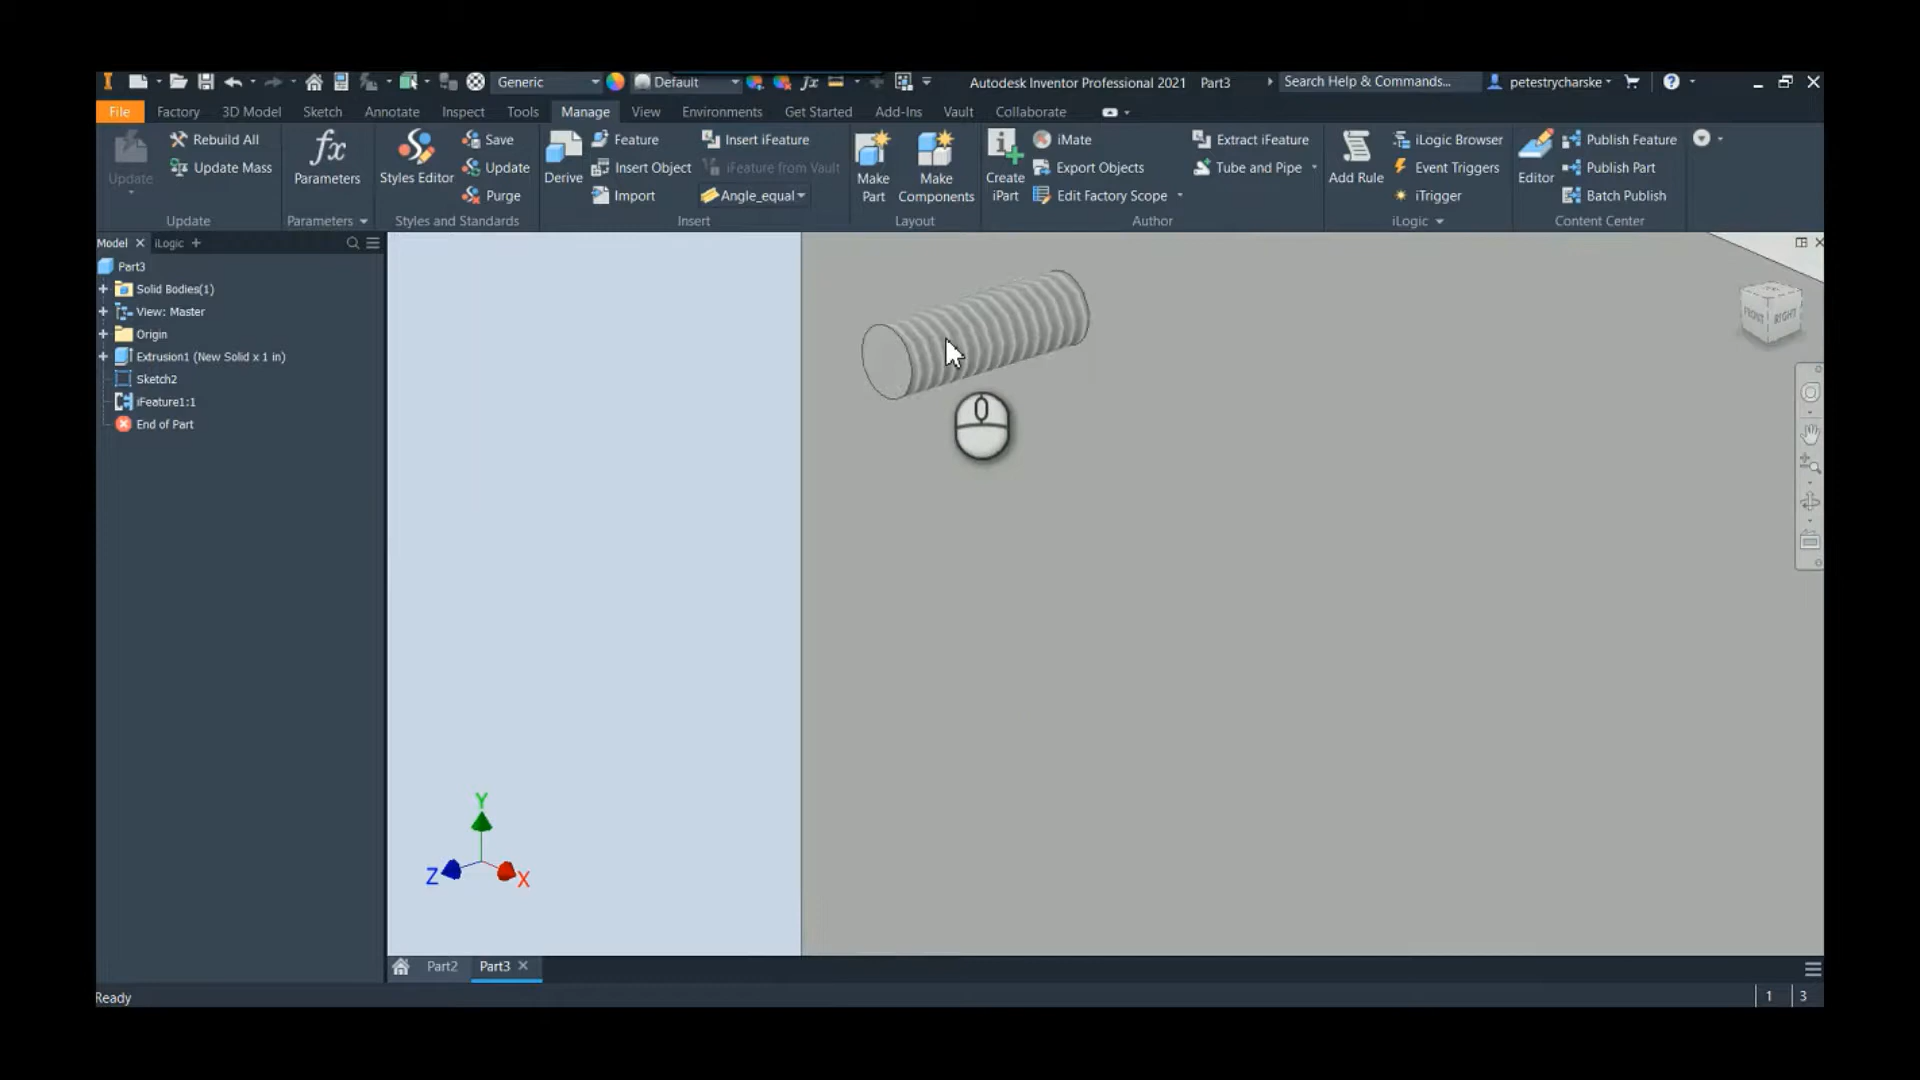 Generic Default fx Autodesk Inventor Professional 2021 Part3 Search Help & Commands... petestrycharske ?
File Factory 3D Model Sketch Annotate Inspect Tools Manage View Environments Get Started Add-Ins Vault Collaborate
Update
Rebuild All
Update Mass
Update
fx
Parameters
Parameters
Styles Editor
Save
Update
Purge
Styles and Standards
Derive
Feature
Insert Object
Import
Insert iFeature
iFeature from Vault
Angle_equal
Insert
Make
Part
Make
Components
Layout
Create
iPart
iMate
Export Objects
Edit Factory Scope
Extract iFeature
Tube and Pipe
Author
Add Rule
iLogic Browser
Event Triggers
iTrigger
iLogic
Editor
Publish Feature
Publish Part
Batch Publish
Content Center
Model iLogic +
Part3
Solid Bodies(1)
View: Master
Origin
Extrusion1 (New Solid x 1 in)
Sketch2
iFeature1:1
End of Part
FRONT RIGHT
Y
Z X
Part2 Part3
Ready 1 3